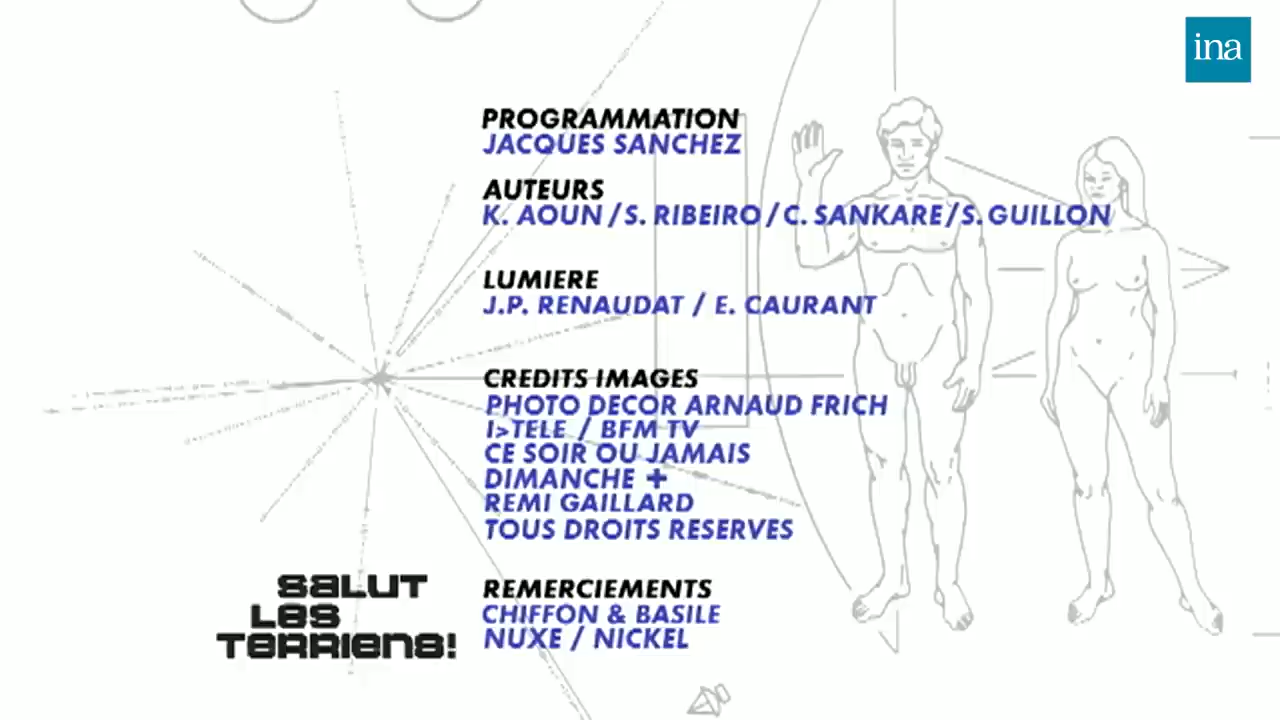 ina
PROGRAMMATION
JACQUES SANCHEZ
AUTEURS
K. AOUN / S. RIBEIRO / C. SANKARE / S. GUILLON
LUMIERE
J.P. RENAUDAT / E. CAURANT
CREDITS IMAGES
PHOTO DECOR ARNAUD FRICH
I>TELE / BFM TV
CE SOIR OU JAMAIS
DIMANCHE +
REMI GAILLARD
TOUS DROITS RESERVES
REMERCIEMENTS
CHIFFON & BASILE
NUXE / NICKEL
SALUT
LES
TERRIENS!